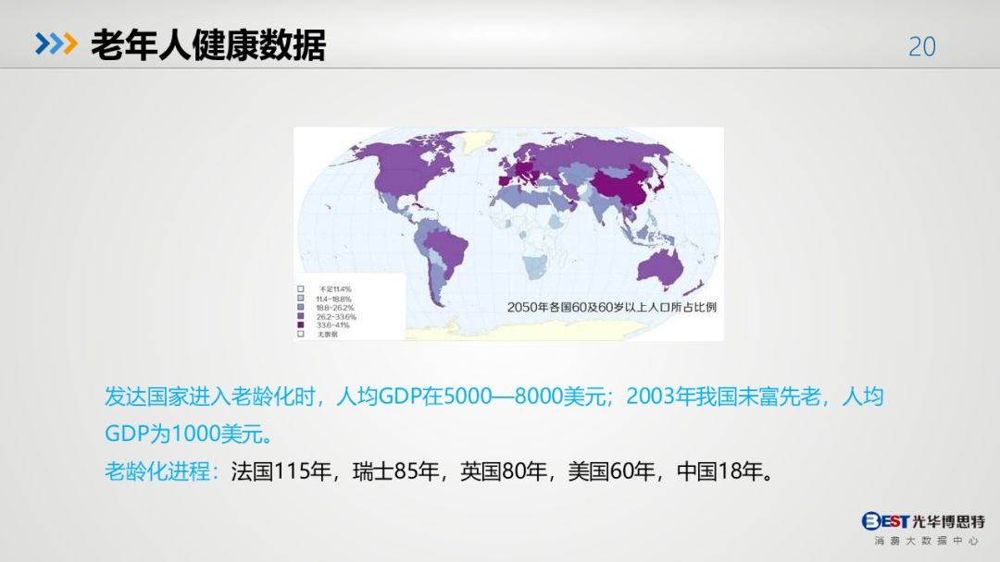 老年人健康数据
20
不足11.4%
11.4-18.8%
18.8-26.2%
26.2-33.6%
33.6-41%
无数据
2050年各国60及60岁以上人口所占比例
发达国家进入老龄化时，人均GDP在5000—8000美元；2003年我国未富先老，人均
GDP为1000美元。
老龄化进程：法国115年，瑞士85年，英国80年，美国60年，中国18年。
BEST光华博思特
消费大数据中心